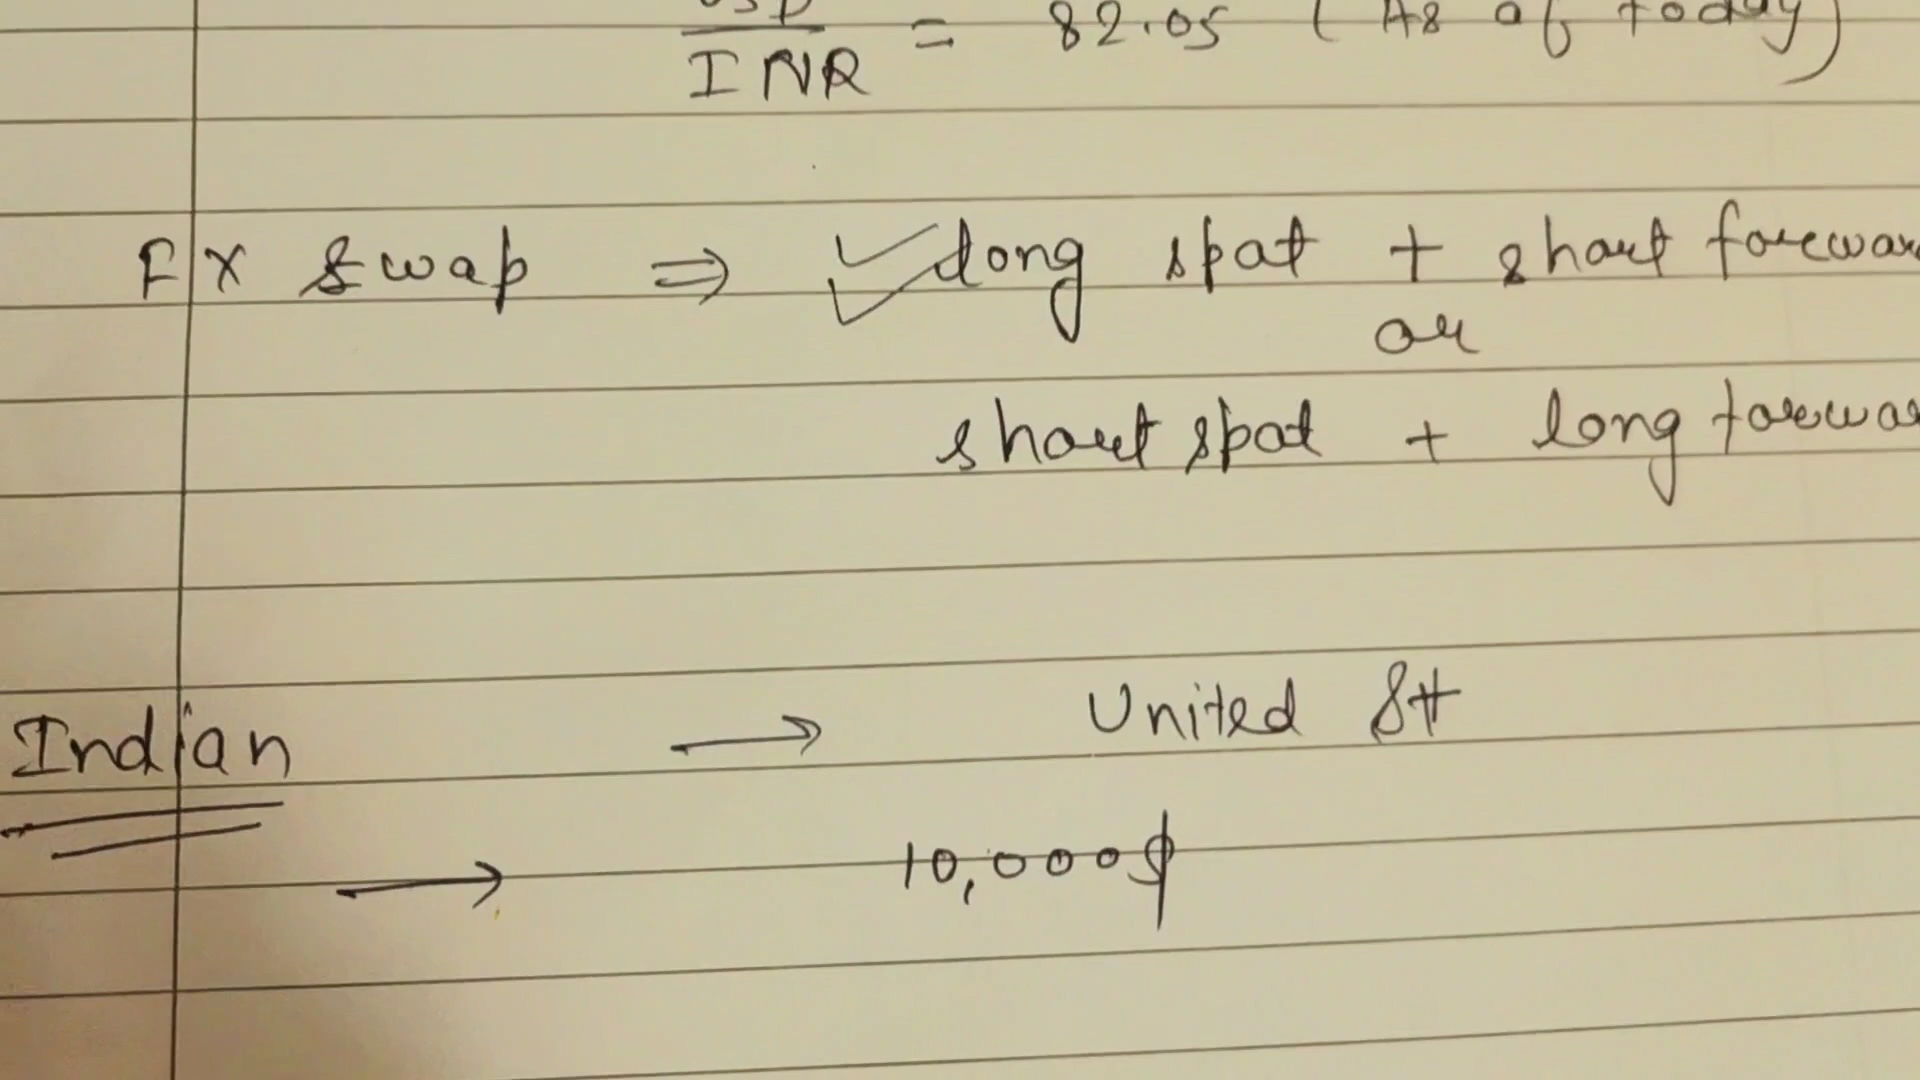 USD
INR = 82.05 (As of today)
FX swap ⇒ ✓ long spot + short forwar
or
short spot + long forwar
Indian → United St
→ 10,000$